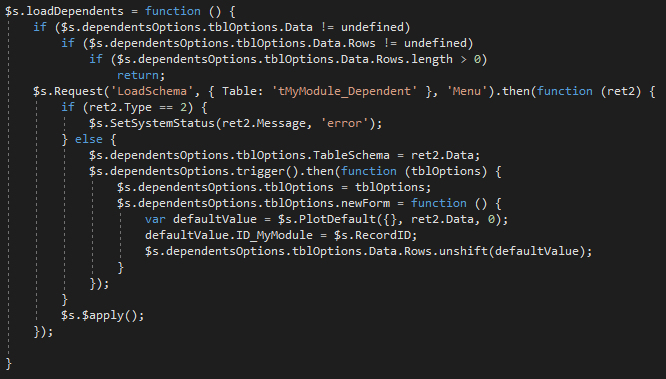 $s.loadDependents = function () {
    if ($s.dependentsOptions.tblOptions.Data != undefined)
        if ($s.dependentsOptions.tblOptions.Data.Rows != undefined)
            if ($s.dependentsOptions.tblOptions.Data.Rows.length > 0)
                return;
    $s.Request('LoadSchema', { Table: 'tMyModule_Dependent' }, 'Menu').then(function (ret2) {
        if (ret2.Type == 2) {
            $s.SetSystemStatus(ret2.Message, 'error');
        } else {
            $s.dependentsOptions.tblOptions.TableSchema = ret2.Data;
            $s.dependentsOptions.trigger().then(function (tblOptions) {
                $s.dependentsOptions.tblOptions = tblOptions;
                $s.dependentsOptions.tblOptions.newForm = function () {
                    var defaultValue = $s.PlotDefault({}, ret2.Data, 0);
                    defaultValue.ID_MyModule = $s.RecordID;
                    $s.dependentsOptions.tblOptions.Data.Rows.unshift(defaultValue);
                }
            });
        }
        $s.$apply();
    });
}